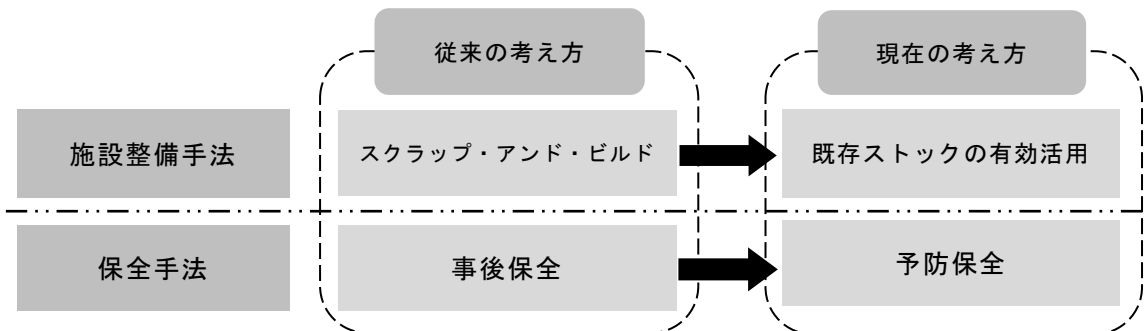 従来の考え方
現在の考え方
施設整備手法
スクラップ・アンド・ビルド
既存ストックの有効活用
保全手法
事後保全
予防保全